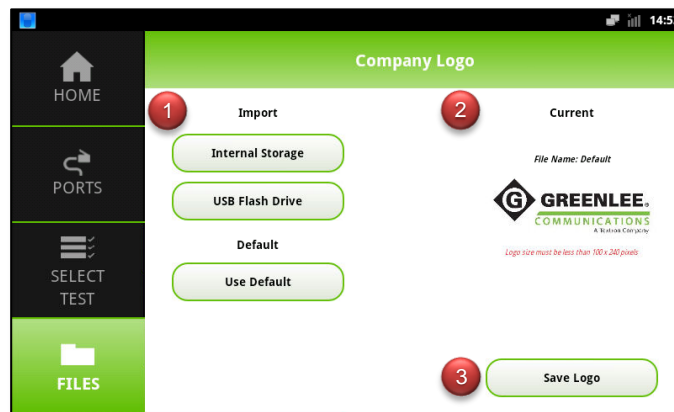 14:53
Company Logo
HOME
PORTS
SELECT
TEST
FILES
1
Import
Internal Storage
USB Flash Drive
Default
Use Default
2
Current
File Name: Default
G
GREENLEE®
COMMUNICATIONS
A Textron Company
Logo size must be less than 100 x 240 pixels
3
Save Logo